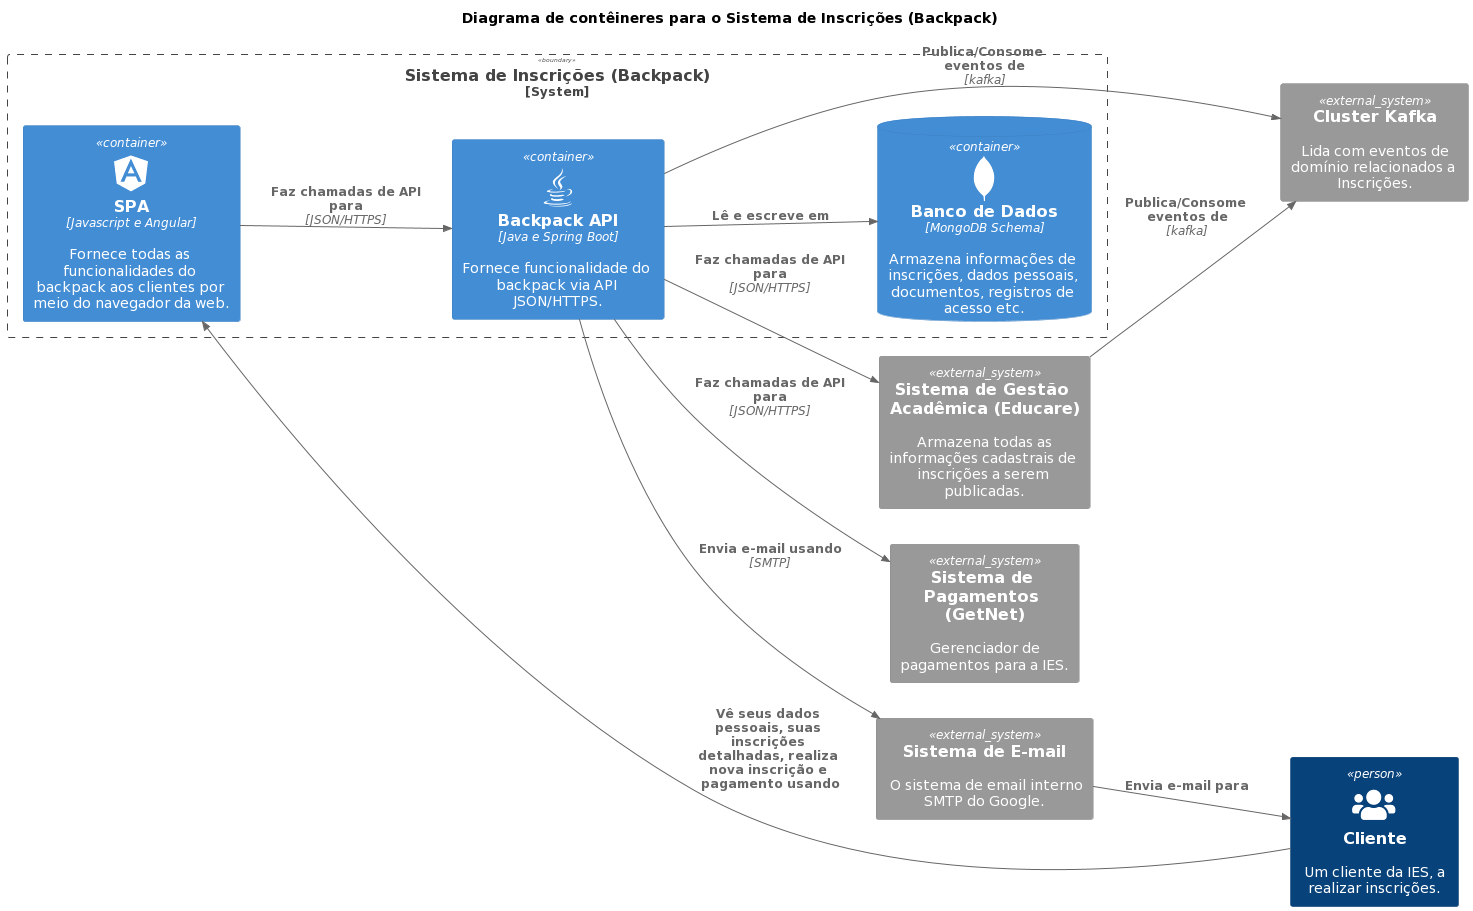 Diagrama de contêineres para o Sistema de Inscrições (Backpack)
«boundary»
Sistema de Inscrições (Backpack)
[System]
«container»
SPA
[Javascript e Angular]
Fornece todas as
funcionalidades do
backpack aos clientes por
meio do navegador da web.
Faz chamadas de API
para
[JSON/HTTPS]
«container»
Backpack API
[Java e Spring Boot]
Fornece funcionalidade do
backpack via API
JSON/HTTPS.
Publica/Consome
eventos de
[kafka]
Lê e escreve em
«container»
Banco de Dados
[MongoDB Schema]
Armazena informações de
inscrições, dados pessoais,
documentos, registros de
acesso etc.
«external_system»
Cluster Kafka
Lida com eventos de
domínio relacionados a
Inscrições.
Publica/Consome
eventos de
[kafka]
Faz chamadas de API
para
[JSON/HTTPS]
«external_system»
Sistema de Gestão
Acadêmica (Educare)
Armazena todas as
informações cadastrais de
inscrições a serem
publicadas.
Faz chamadas de API
para
[JSON/HTTPS]
«external_system»
Sistema de
Pagamentos
(GetNet)
Gerenciador de
pagamentos para a IES.
Envia e-mail usando
[SMTP]
«external_system»
Sistema de E-mail
O sistema de email interno
SMTP do Google.
Vê seus dados
pessoais, suas
inscrições
detalhadas, realiza
nova inscrição e
pagamento usando
Envia e-mail para
«person»
Cliente
Um cliente da IES, a
realizar inscrições.